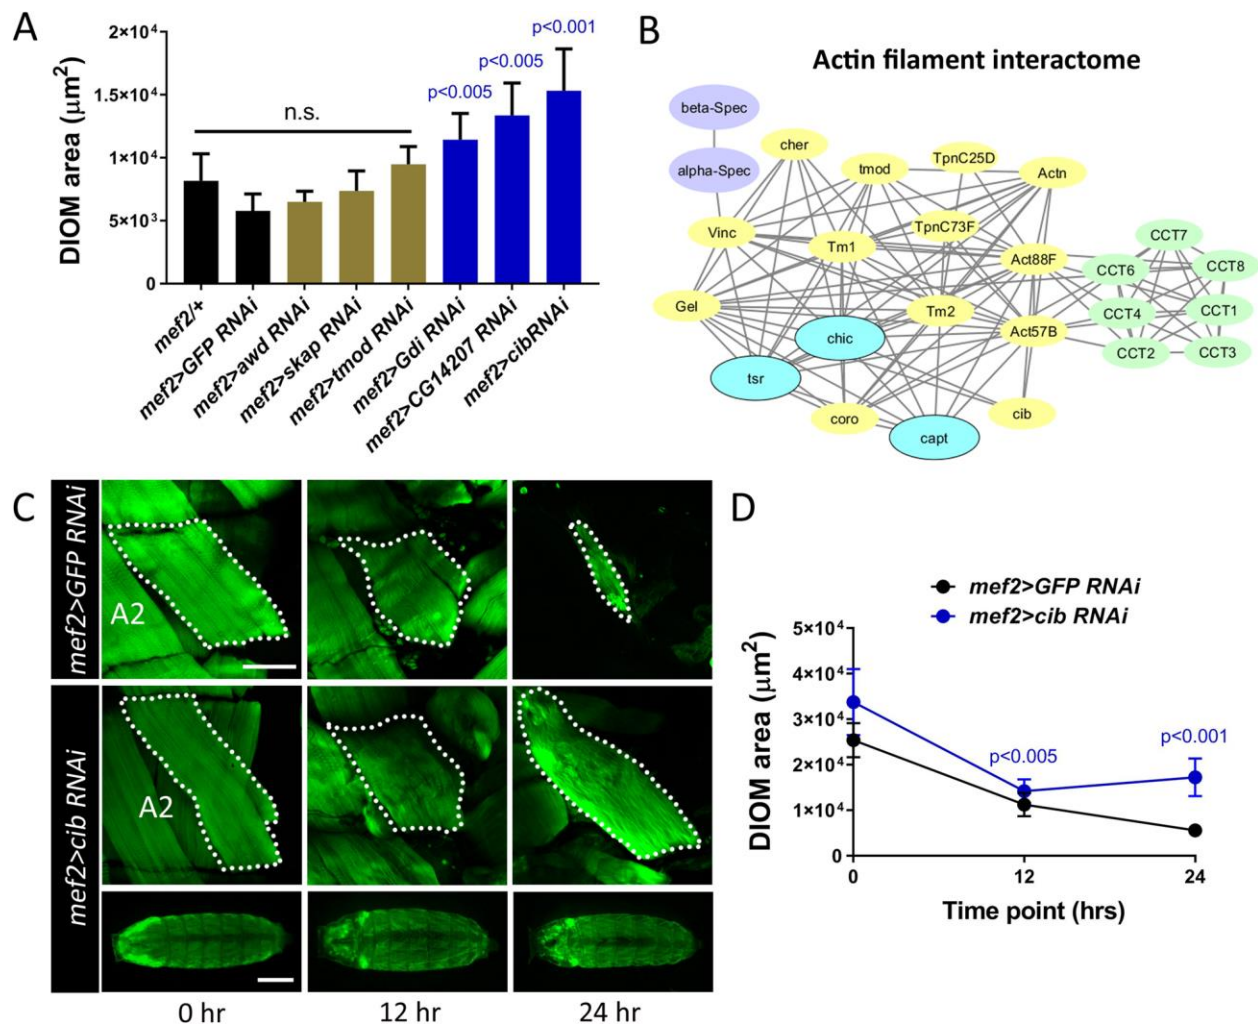 A
DIOM area (μm²)
2×10⁴
1.5×10⁴
1×10⁴
5×10³
0
n.s.
p<0.005
p<0.005
p<0.001
mef2/+
mef2>GFP RNAi
mef2>awd RNAi
mef2>skap RNAi
mef2>tmod RNAi
mef2>Gdi RNAi
mef2>CG14207 RNAi
mef2>cibRNAi
B
Actin filament interactome
beta-Spec
alpha-Spec
cher
tmod
TpnC25D
Actn
Vinc
Tm1
TpnC73F
Act88F
CCT7
CCT6
CCT8
Gel
Tm2
CCT4
CCT1
chic
Act57B
CCT2
CCT3
tsr
coro
capt
cib
C
mef2>GFP RNAi
A2
mef2>cib RNAi
A2
0 hr
12 hr
24 hr
D
mef2>GFP RNAi
mef2>cib RNAi
DIOM area (μm²)
5×10⁴
4×10⁴
3×10⁴
2×10⁴
1×10⁴
0
p<0.005
p<0.001
0
12
24
Time point (hrs)